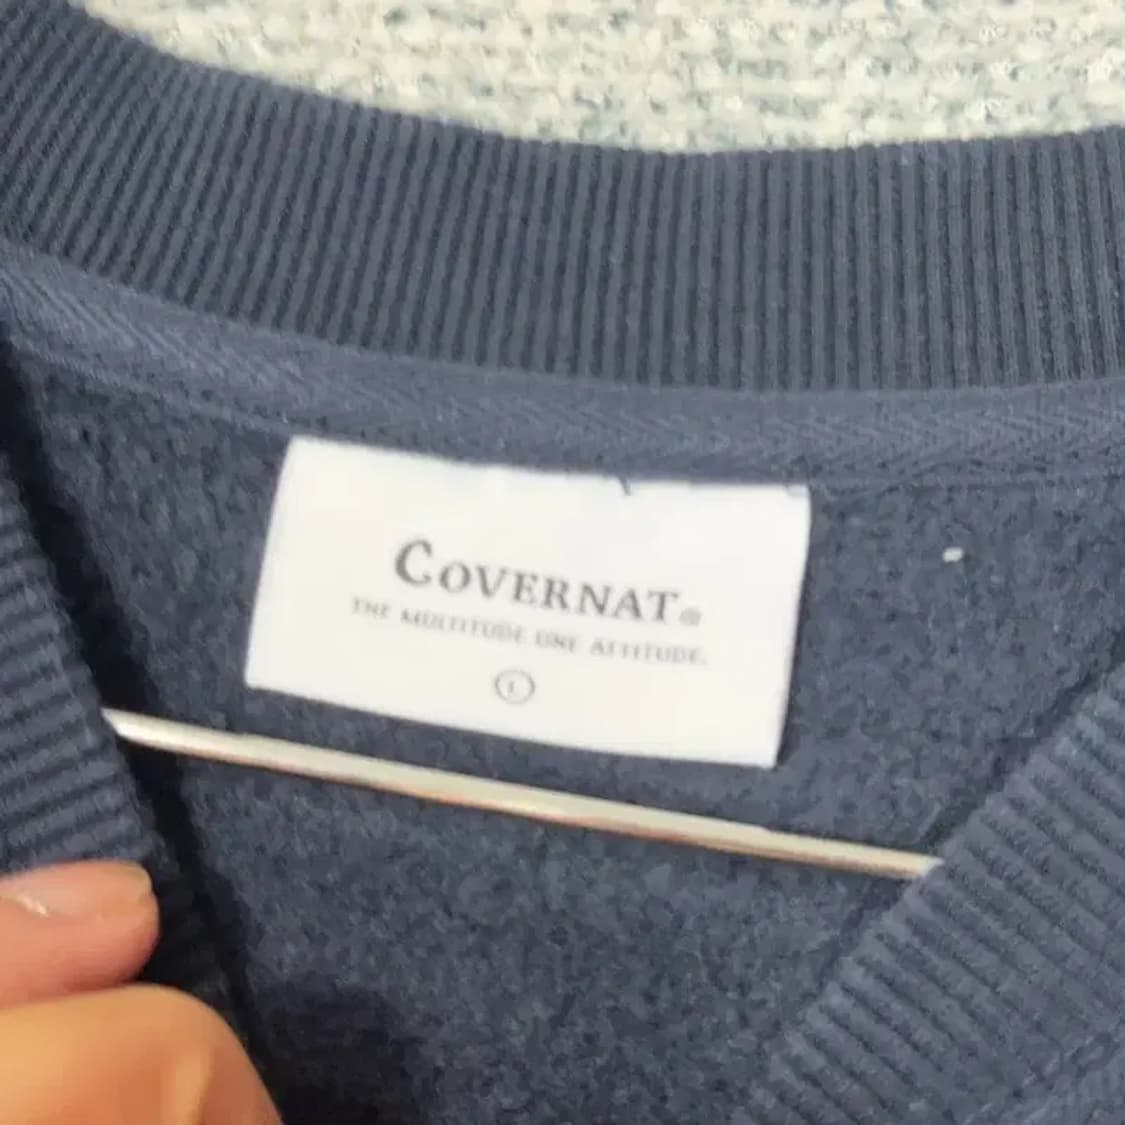 COVERNAT®
THE MULTITUDE ONE ATTITUDE.
L